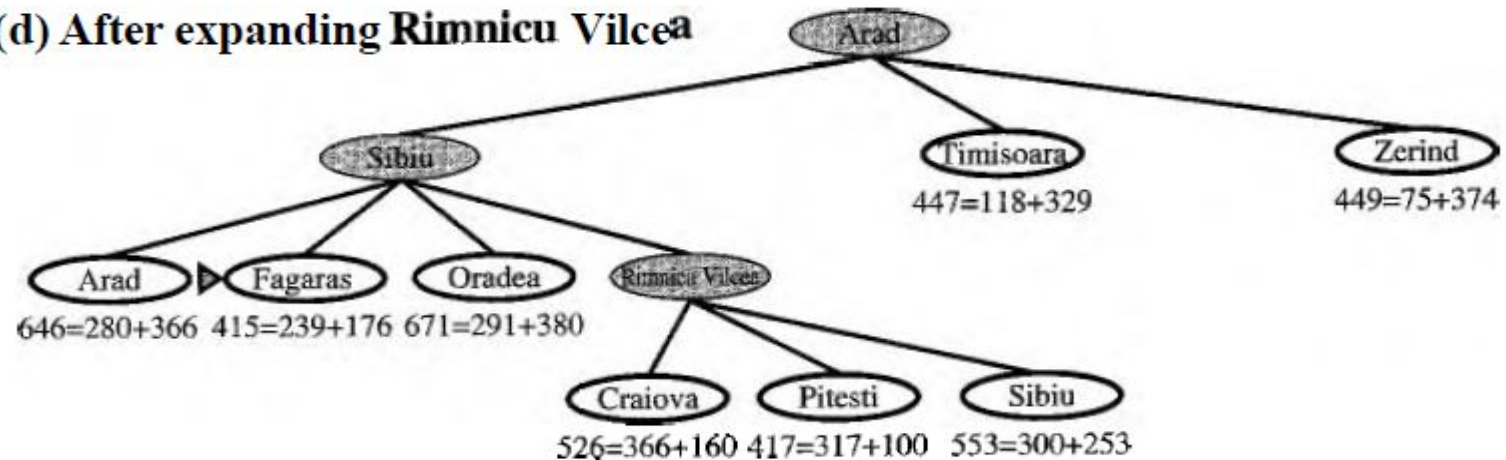 (d) After expanding Rimnicu Vilcea
Arad
Sibiu
Timisoara
Zerind
447=118+329
449=75+374
Arad
Fagaras
Oradea
Rimnicu Vilcea
646=280+366
415=239+176
671=291+380
Craiova
Pitesti
Sibiu
526=366+160
417=317+100
553=300+253